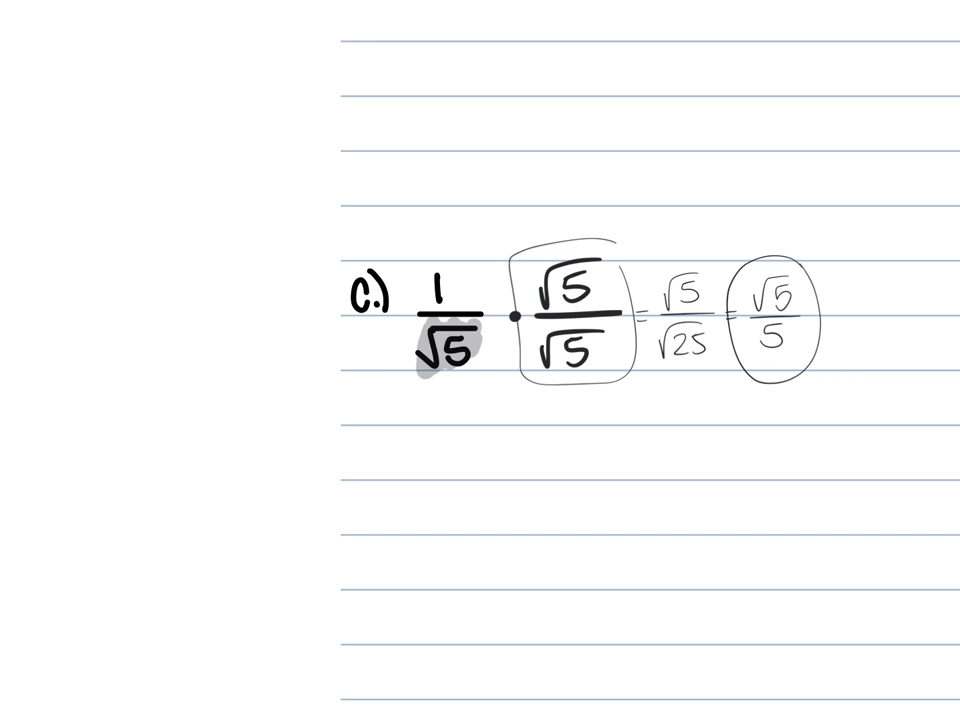 c.) 1/√5 • √5/√5 = √5/√25 = √5/5